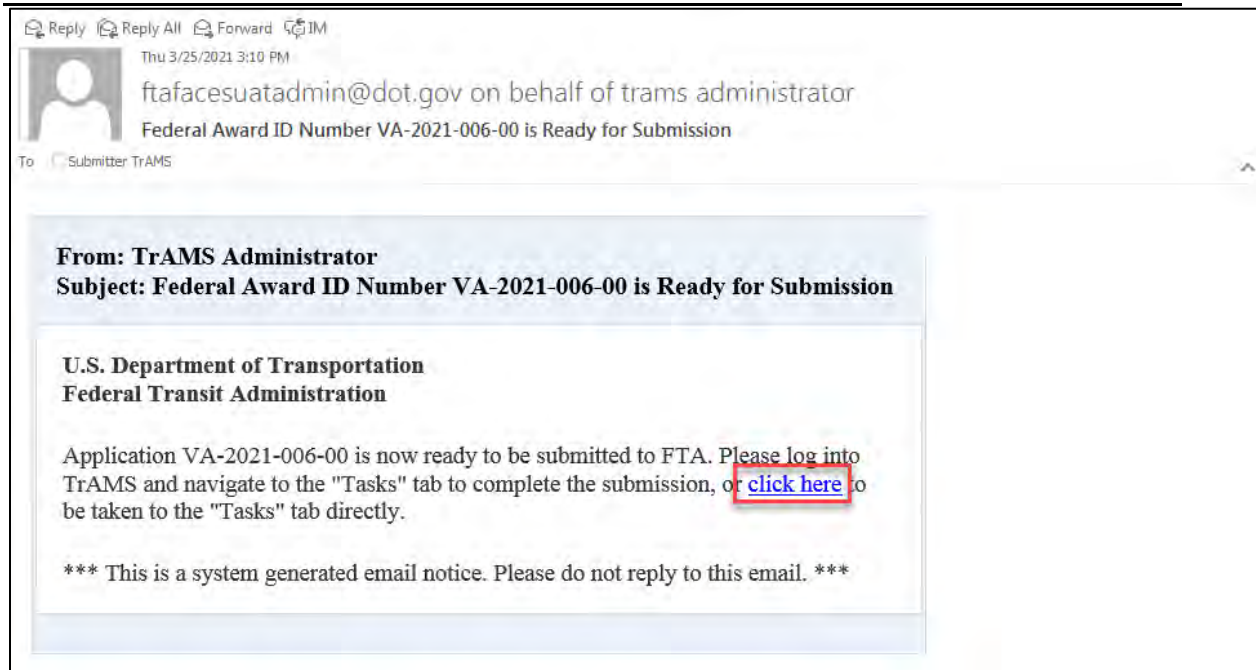 Reply Reply All Forward IM
Thu 3/25/2021 3:10 PM
ftafacesuatadmin@dot.gov on behalf of trams administrator
Federal Award ID Number VA-2021-006-00 is Ready for Submission
To Submitter TrAMS
From: TrAMS Administrator
Subject: Federal Award ID Number VA-2021-006-00 is Ready for Submission
U.S. Department of Transportation
Federal Transit Administration
Application VA-2021-006-00 is now ready to be submitted to FTA. Please log into
TrAMS and navigate to the "Tasks" tab to complete the submission, or click here to
be taken to the "Tasks" tab directly.
*** This is a system generated email notice. Please do not reply to this email. ***